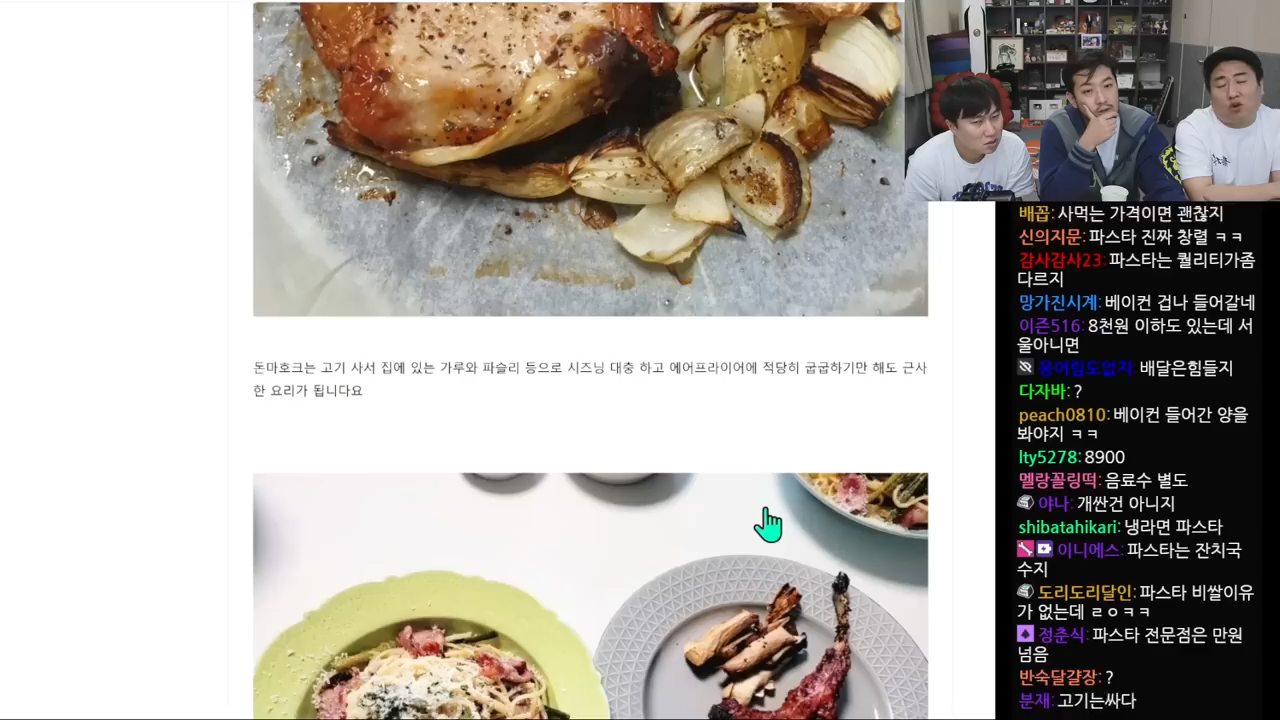 돈마호크는 고기 사서 집에 있는 가루와 파슬리 등으로 시즈닝 대충 하고 에어프라이어에 적당히 굽굽하기만 해도 근사
한 요리가 됩니다요
배꼽: 사먹는 가격이면 괜찮지
신의지문: 파스타 진짜 창렬 ㅋㅋ
감사감사23: 파스타는 퀄리티가좀
다르지
망가진시계: 베이컨 겁나 들어갈네
이즌516: 8천원 이하도 있는데 서
울아니면
용어림도없지: 배달은힘들지
다자바: ?
peach0810: 베이컨 들어간 양을
봐야지 ㅋㅋ
lty5278: 8900
멜랑꼴링떡: 음료수 별도
야나: 개싼건 아니지
shibatahikari: 냉라면 파스타
이니에스: 파스타는 잔치국
수지
도리도리달인: 파스타 비쌀이유
가 없는데 ㄹㅇㅋㅋ
정춘식: 파스타 전문점은 만원
넘음
반숙달걀장: ?
분재: 고기는싸다